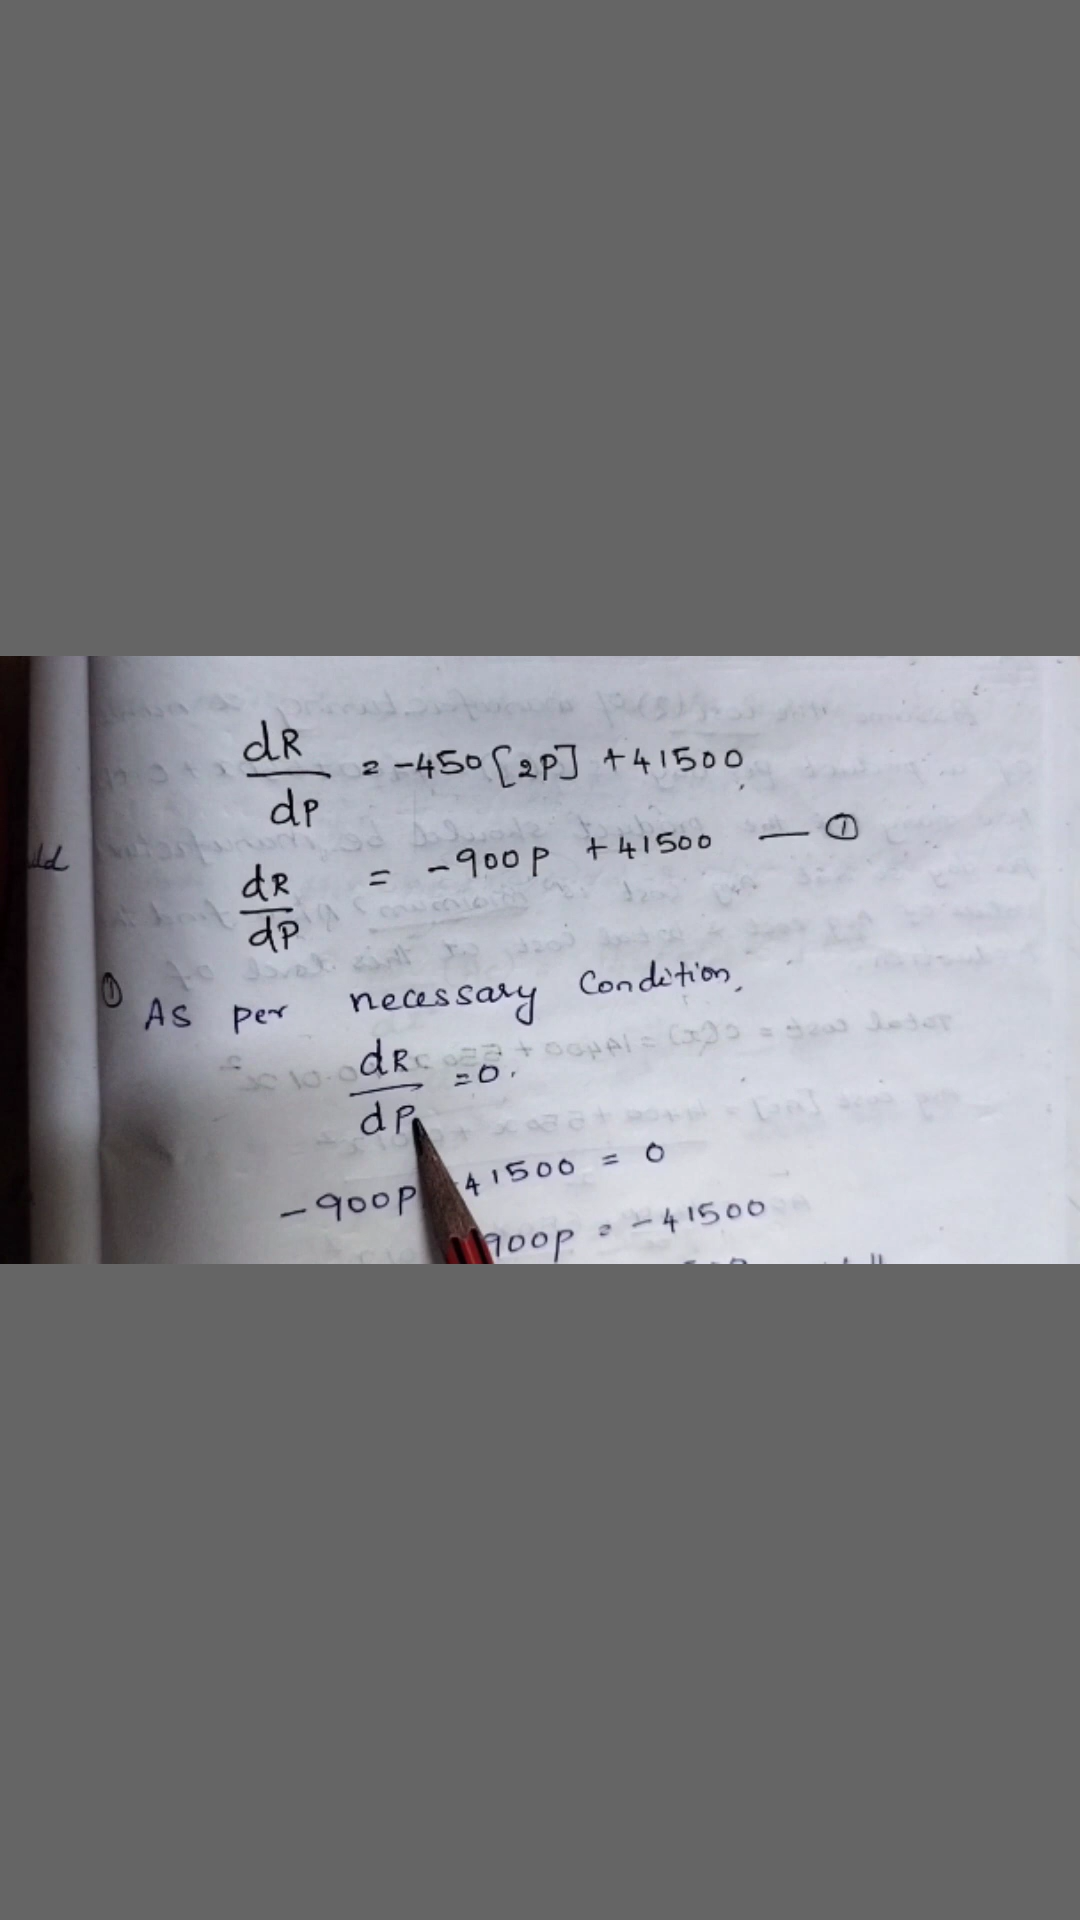 dR/dP = -450[2P] + 41500
dR/dP = -900P + 41500 — ①
① As per necessary condition,
dR/dP = 0.
-900P 41500 = 0
900P = -41500